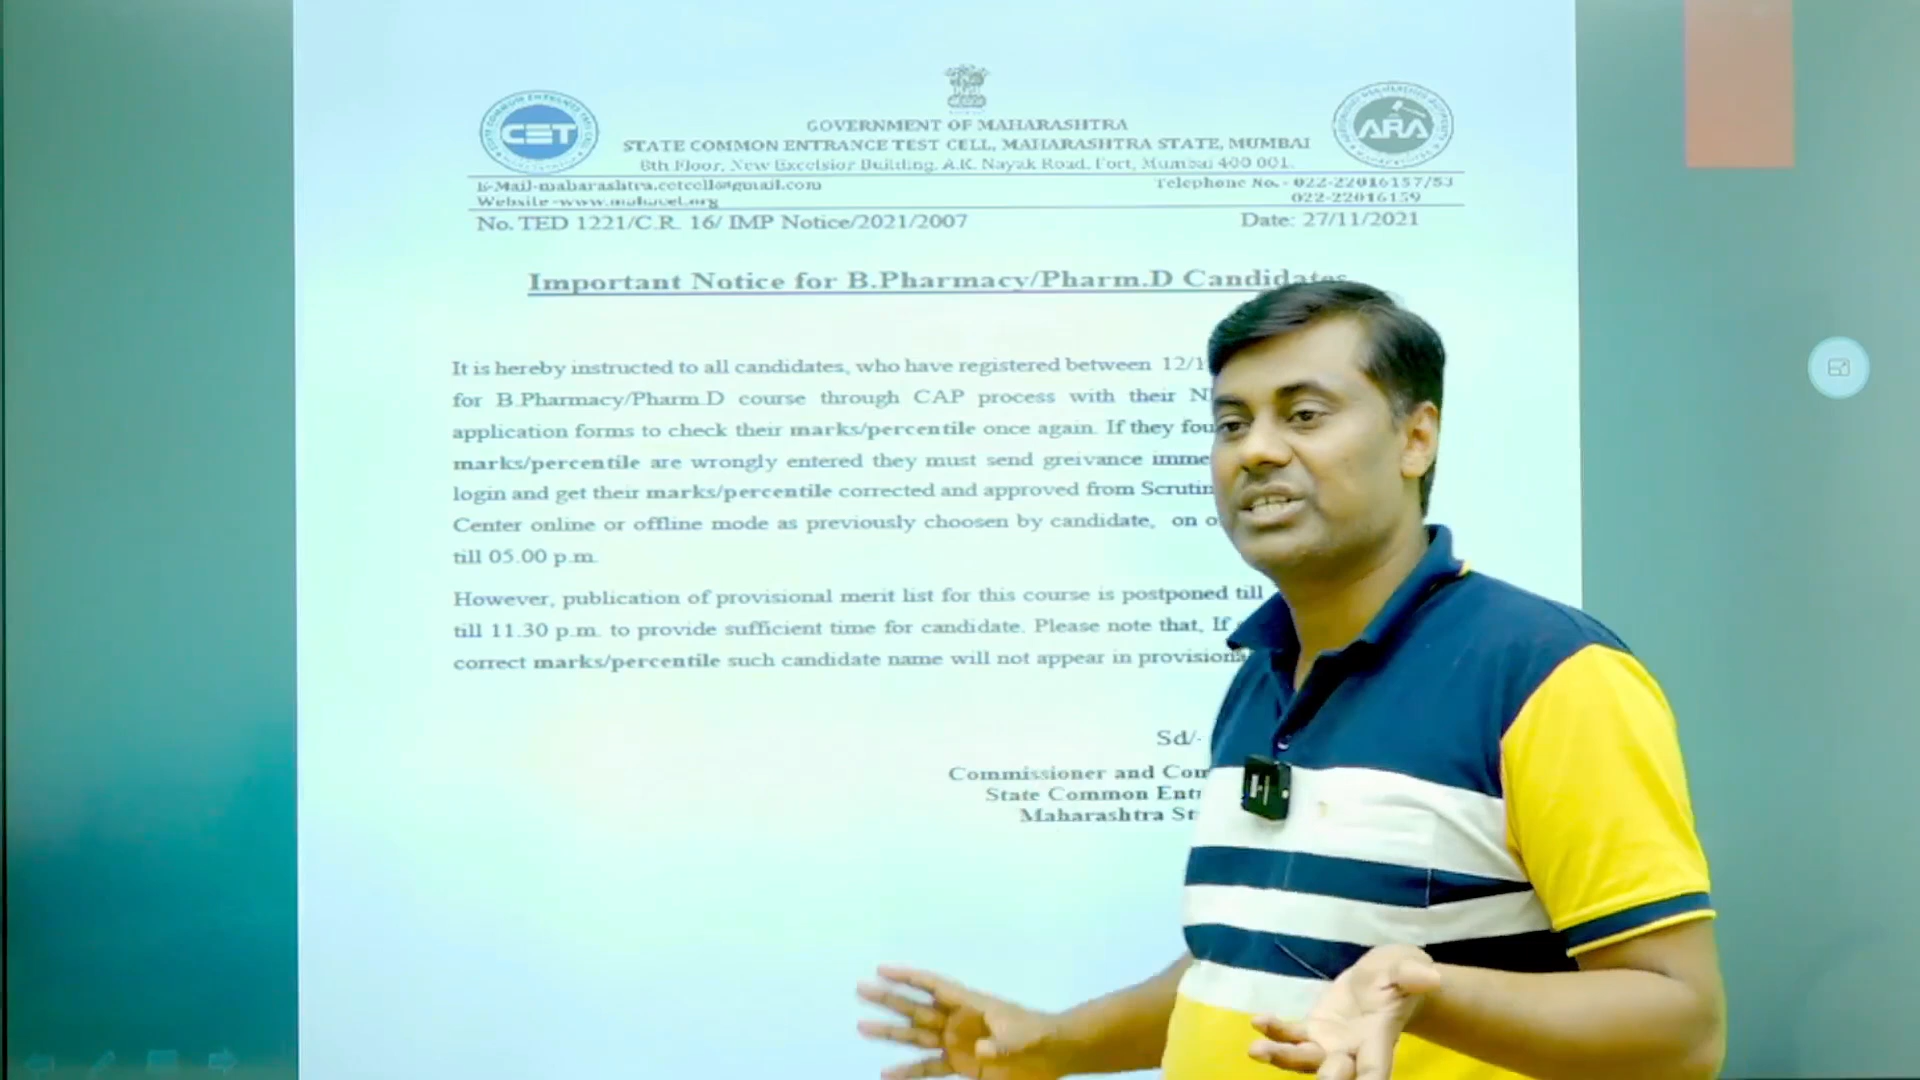 GOVERNMENT OF MAHARASHTRA
STATE COMMON ENTRANCE TEST CELL, MAHARASHTRA STATE, MUMBAI
8th Floor, New Excelsior Building, A.K. Nayak Road, Fort, Mumbai 400 001.
CET
ARA
E-Mail-maharashtra.cetcell@gmail.com
Telephone No. - 022-22016157/53
Website -www.mahacet.org
022-22016159
No. TED 1221/C.R. 16/ IMP Notice/2021/2007
Date: 27/11/2021
Important Notice for B.Pharmacy/Pharm.D Candidates
It is hereby instructed to all candidates, who have registered between 12/1
for B.Pharmacy/Pharm.D course through CAP process with their
application forms to check their marks/percentile once again. If they fou
marks/percentile are wrongly entered they must send greivance imme
login and get their marks/percentile corrected and approved from Scrutin
Center online or offline mode as previously choosen by candidate, on o
till 05.00 p.m.
However, publication of provisional merit list for this course is postponed till
till 11.30 p.m. to provide sufficient time for candidate. Please note that, If
correct marks/percentile such candidate name will not appear in provisiona
Sd/-
Commissioner and Com
State Common Entr
Maharashtra St